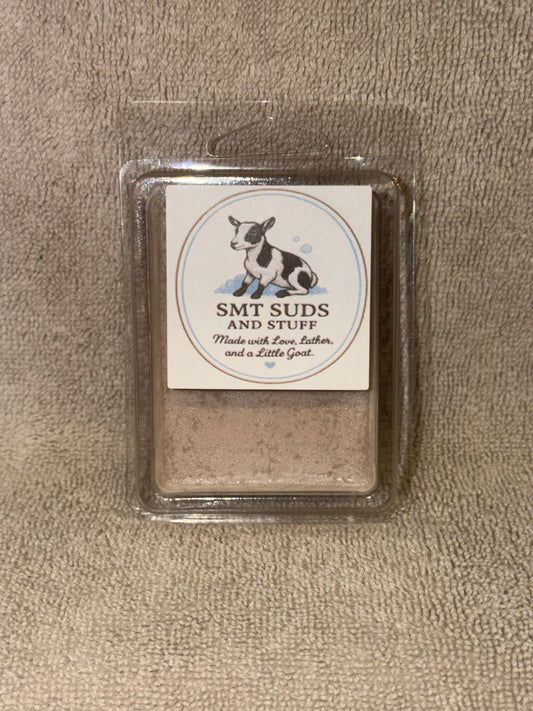 SMT SUDS
AND STUFF
Made with Love, Lather,
and a Little Goat.